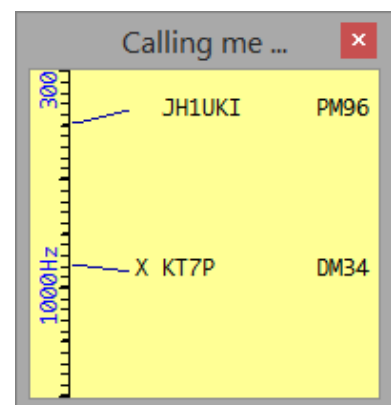 Calling me ...
300
JH1UKI PM96
X KT7P DM34
1000Hz